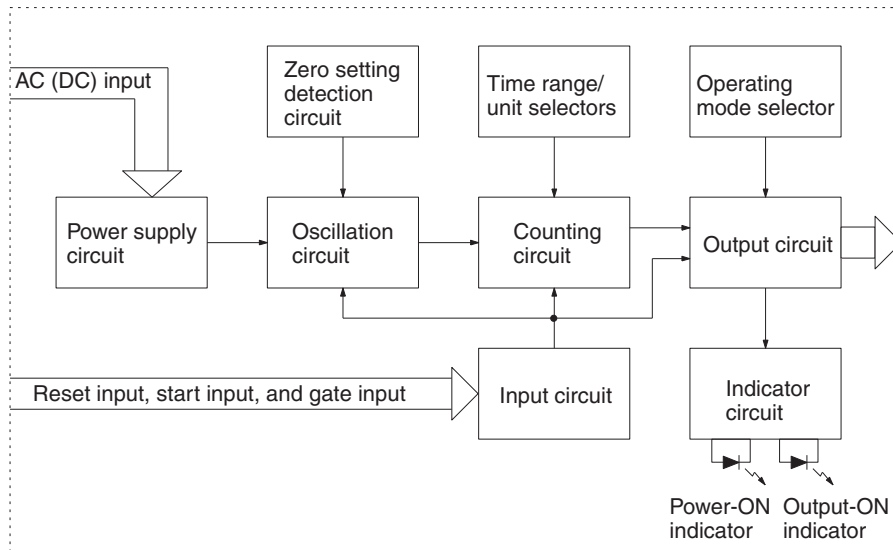 AC (DC) input
Zero setting
detection
circuit
Time range/
unit selectors
Operating
mode selector
Power supply
circuit
Oscillation
circuit
Counting
circuit
Output circuit
Reset input, start input, and gate input
Input circuit
Indicator
circuit
Power-ON
indicator
Output-ON
indicator